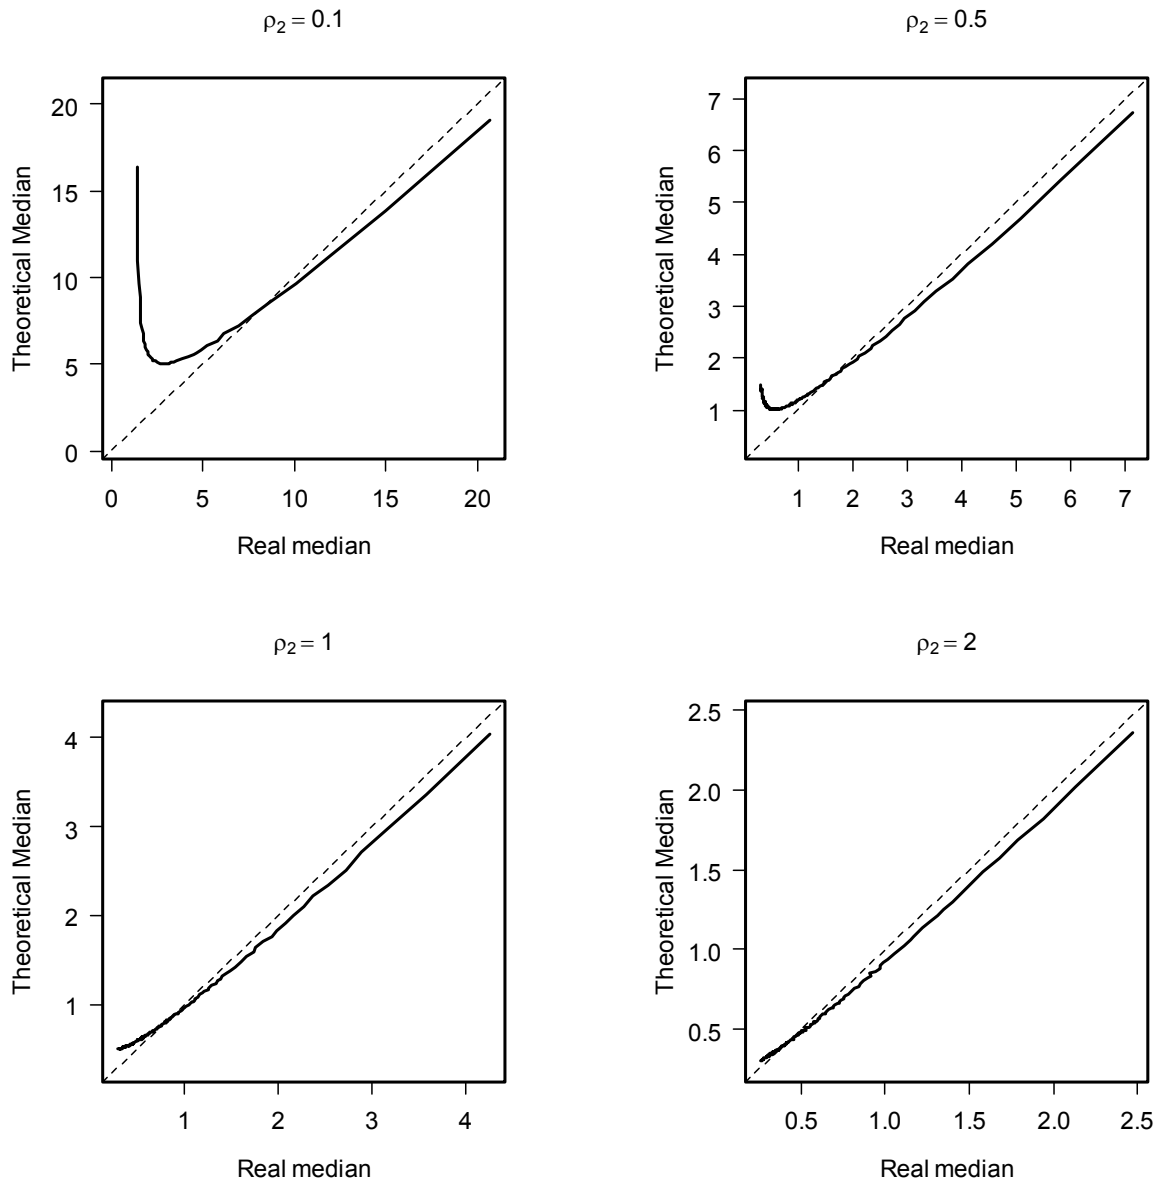 ρ2 = 0.1
20
15
10
5
0
Theoretical Median
0 5 10 15 20
Real median
ρ2 = 0.5
7
6
5
4
3
2
1
Theoretical Median
1 2 3 4 5 6 7
Real median
ρ2 = 1
4
3
2
1
Theoretical Median
1 2 3 4
Real median
ρ2 = 2
2.5
2.0
1.5
1.0
0.5
Theoretical Median
0.5 1.0 1.5 2.0 2.5
Real median